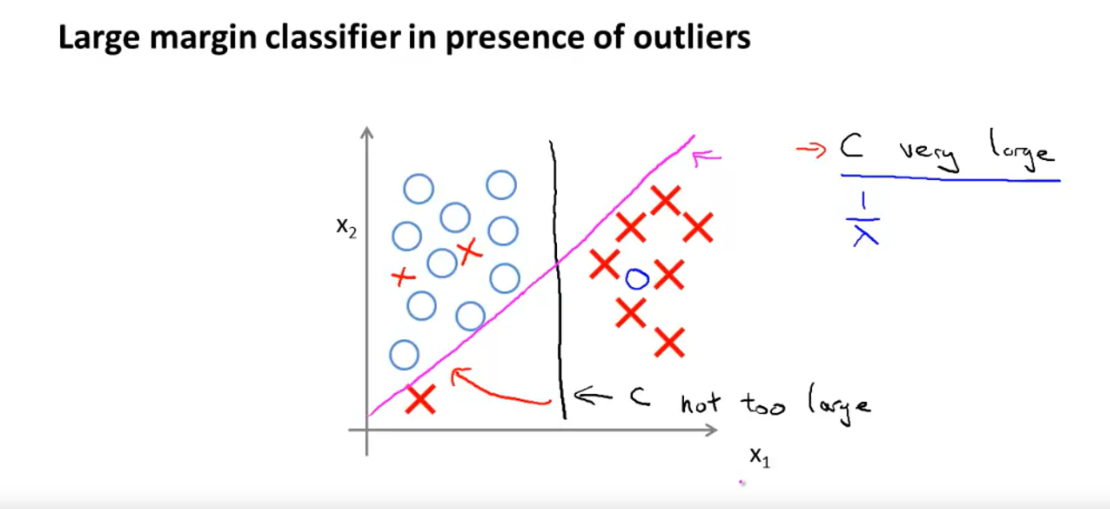 Large margin classifier in presence of outliers
C very large
1
λ
x2
C not too large
x1